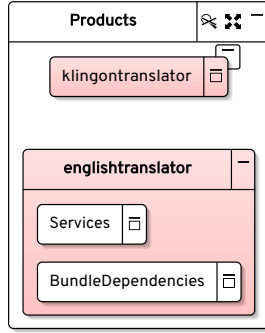 Products
klingontranslator
englishtranslator
Services
BundleDependencies